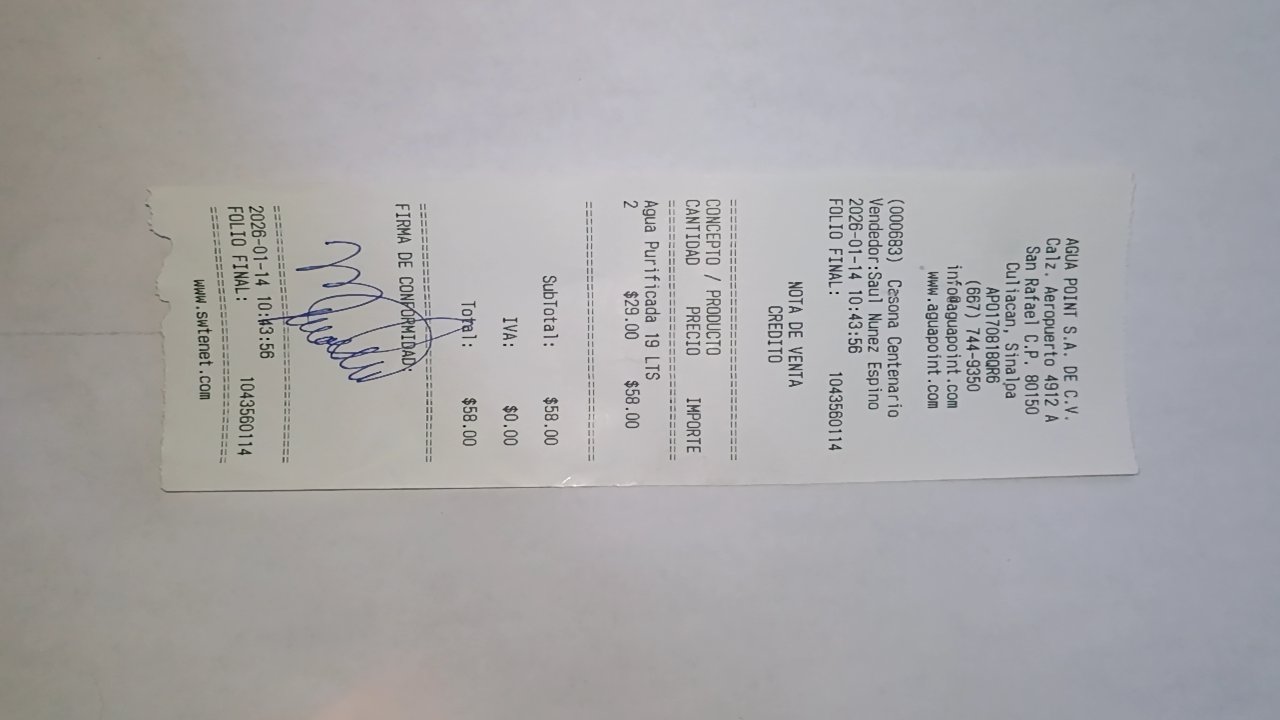 AGUA POINT S.A. DE C.V.
Calz. Aeropuerto 4912 A
San Rafael C.P. 80150
Culiacan, Sinalpa
APO170818QR6
(667) 744-9350
info@aguapoint.com
www.aguapoint.com
(000683) Casona Centenario
Vendedor:Saul Nunez Espino
2026-01-14 10:43:56
FOLIO FINAL: 1043560114
NOTA DE VENTA
CREDITO
================================
CONCEPTO / PRODUCTO
CANTIDAD PRECIO IMPORTE
================================
Agua Purificada 19 LTS
2 $29.00 $58.00
================================
SubTotal: $58.00
IVA: $0.00
Total: $58.00
================================
FIRMA DE CONFORMIDAD:
================================
2026-01-14 10:43:56
FOLIO FINAL: 1043560114
================================
www.swtenet.com